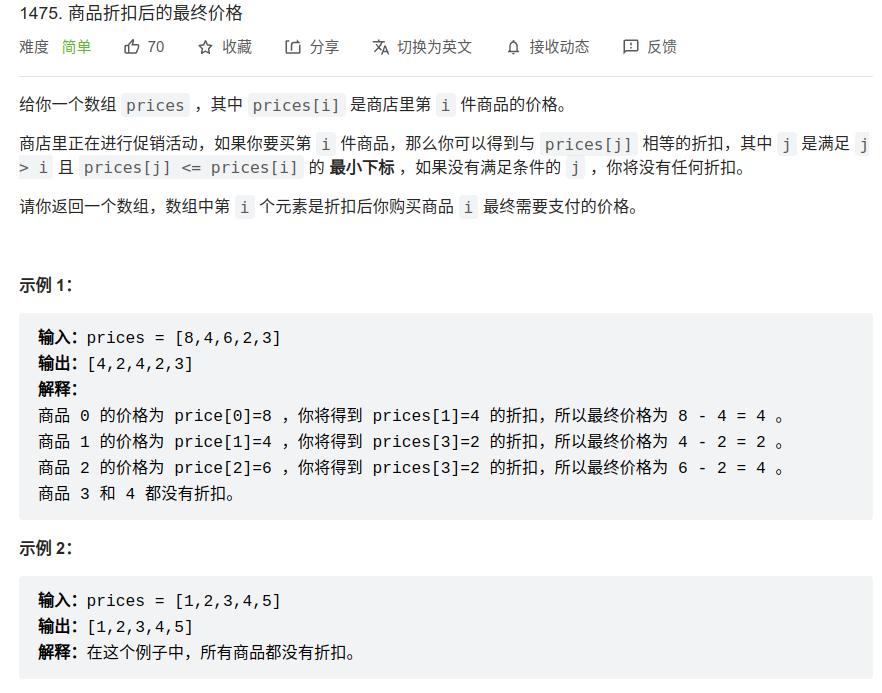 1475. 商品折扣后的最终价格
难度 简单 70 收藏 分享 切换为英文 接收动态 反馈
给你一个数组 prices ，其中 prices[i] 是商店里第 i 件商品的价格。
商店里正在进行促销活动，如果你要买第 i 件商品，那么你可以得到与 prices[j] 相等的折扣，其中 j 是满足 j
> i 且 prices[j] <= prices[i] 的 最小下标 ，如果没有满足条件的 j ，你将没有任何折扣。
请你返回一个数组，数组中第 i 个元素是折扣后你购买商品 i 最终需要支付的价格。
示例 1：
输入：prices = [8,4,6,2,3]
输出：[4,2,4,2,3]
解释：
商品 0 的价格为 price[0]=8 ，你将得到 prices[1]=4 的折扣，所以最终价格为 8 - 4 = 4 。
商品 1 的价格为 price[1]=4 ，你将得到 prices[3]=2 的折扣，所以最终价格为 4 - 2 = 2 。
商品 2 的价格为 price[2]=6 ，你将得到 prices[3]=2 的折扣，所以最终价格为 6 - 2 = 4 。
商品 3 和 4 都没有折扣。
示例 2：
输入：prices = [1,2,3,4,5]
输出：[1,2,3,4,5]
解释：在这个例子中，所有商品都没有折扣。